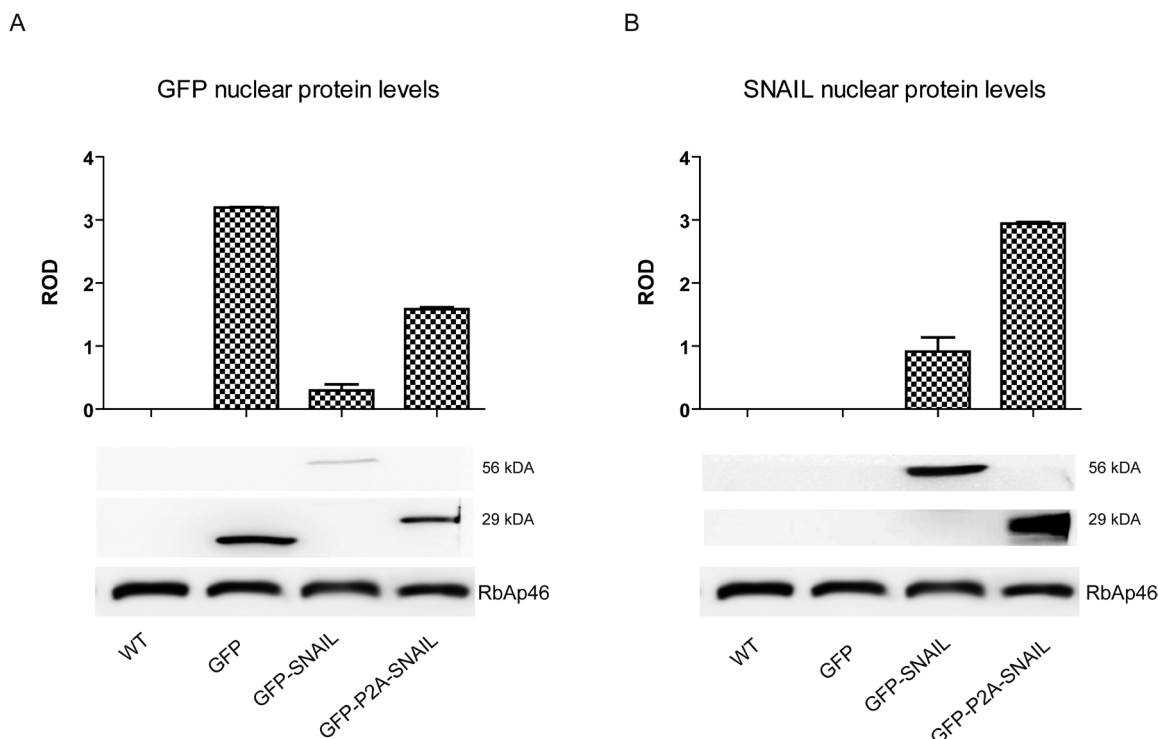 A
GFP nuclear protein levels
ROD
4
3
2
1
0
56 kDA
29 kDA
RbAp46
WT
GFP
GFP-SNAIL
GFP-P2A-SNAIL
B
SNAIL nuclear protein levels
ROD
4
3
2
1
0
56 kDA
29 kDA
RbAp46
WT
GFP
GFP-SNAIL
GFP-P2A-SNAIL